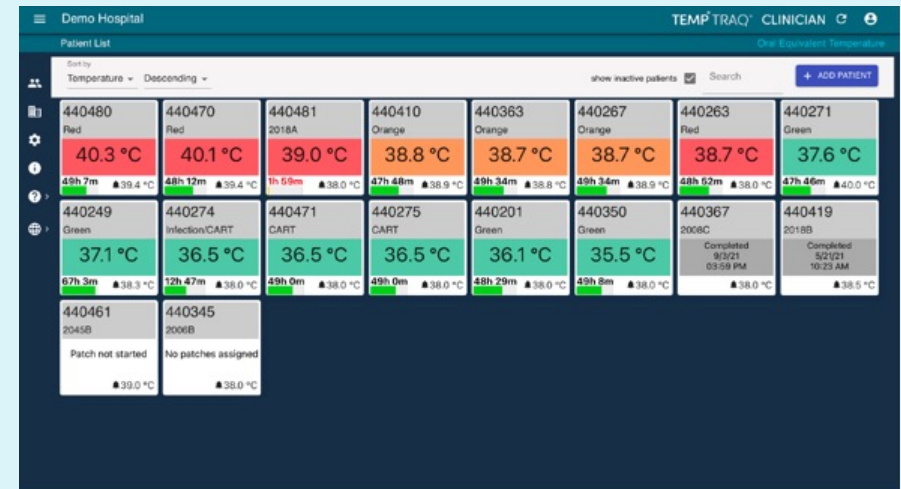 Demo Hospital
TEMPTRAQ® CLINICIAN
Patient List
Oral Equivalent Temperature
Sort by
Temperature
Descending
show inactive patients
Search
+ ADD PATIENT
440480
Red
40.3 °C
49h 7m
39.4 °C
440470
Red
40.1 °C
48h 12m
39.4 °C
440481
2018A
39.0 °C
1h 59m
38.0 °C
440410
Orange
38.8 °C
47h 48m
38.9 °C
440363
Orange
38.7 °C
49h 34m
38.8 °C
440267
Orange
38.7 °C
49h 34m
38.9 °C
440263
Red
38.7 °C
48h 52m
38.0 °C
440271
Green
37.6 °C
47h 46m
40.0 °C
440249
Green
37.1 °C
67h 3m
38.3 °C
440274
Infection/CART
36.5 °C
12h 47m
38.0 °C
440471
CART
36.5 °C
49h 0m
38.0 °C
440275
CART
36.5 °C
49h 0m
38.0 °C
440201
Green
36.1 °C
48h 29m
38.0 °C
440350
Green
35.5 °C
49h 8m
38.0 °C
440367
2008C
Completed
9/3/21
03:59 PM
38.0 °C
440419
2018B
Completed
5/21/21
10:23 AM
38.5 °C
440461
2045B
Patch not started
39.0 °C
440345
2006B
No patches assigned
38.0 °C